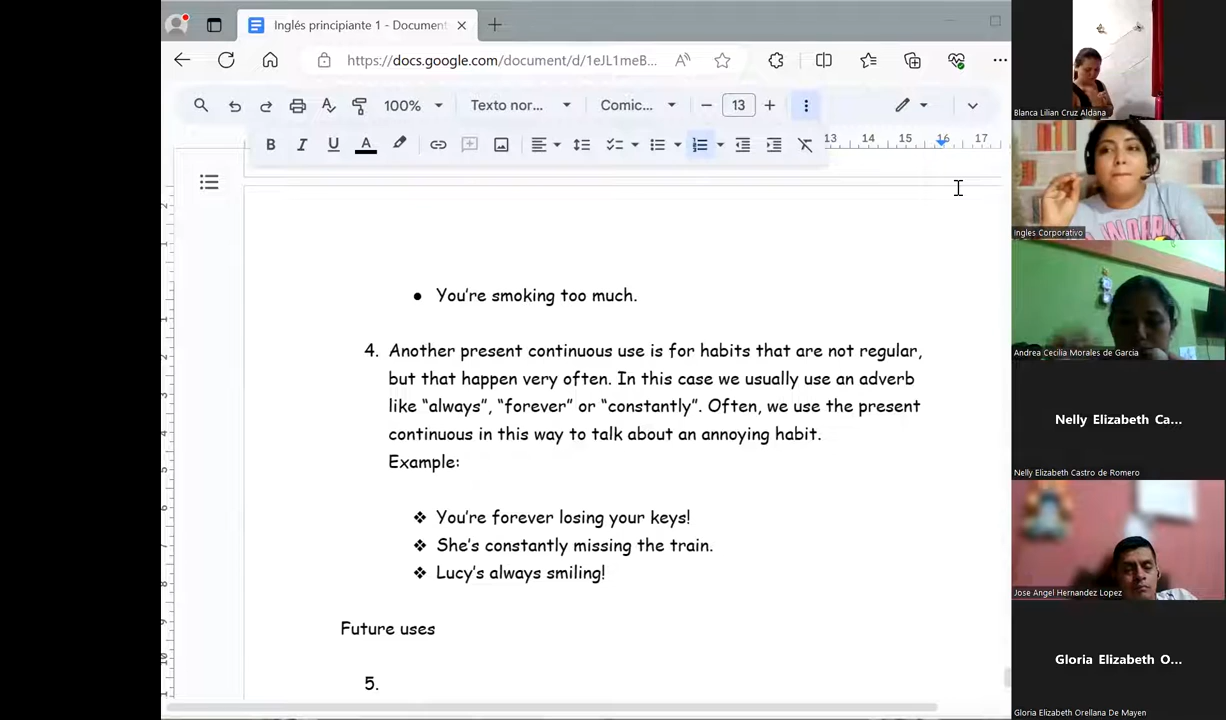 Inglés principiante 1 - Document
https://docs.google.com/document/d/1eJL1meB...
100%
Texto nor...
Comic...
13
B I U A
13 14 15 16 17
● You're smoking too much.
4. Another present continuous use is for habits that are not regular,
but that happen very often. In this case we usually use an adverb
like “always”, “forever” or “constantly”. Often, we use the present
continuous in this way to talk about an annoying habit.
Example:
❖ You're forever losing your keys!
❖ She's constantly missing the train.
❖ Lucy's always smiling!
Future uses
5.
Blanca Lilian Cruz Aldana
Ingles Corporativo
Andrea Cecilia Morales de Garcia
Nelly Elizabeth Ca...
Nelly Elizabeth Castro de Romero
Jose Angel Hernandez Lopez
Gloria Elizabeth O...
Gloria Elizabeth Orellana De Mayen